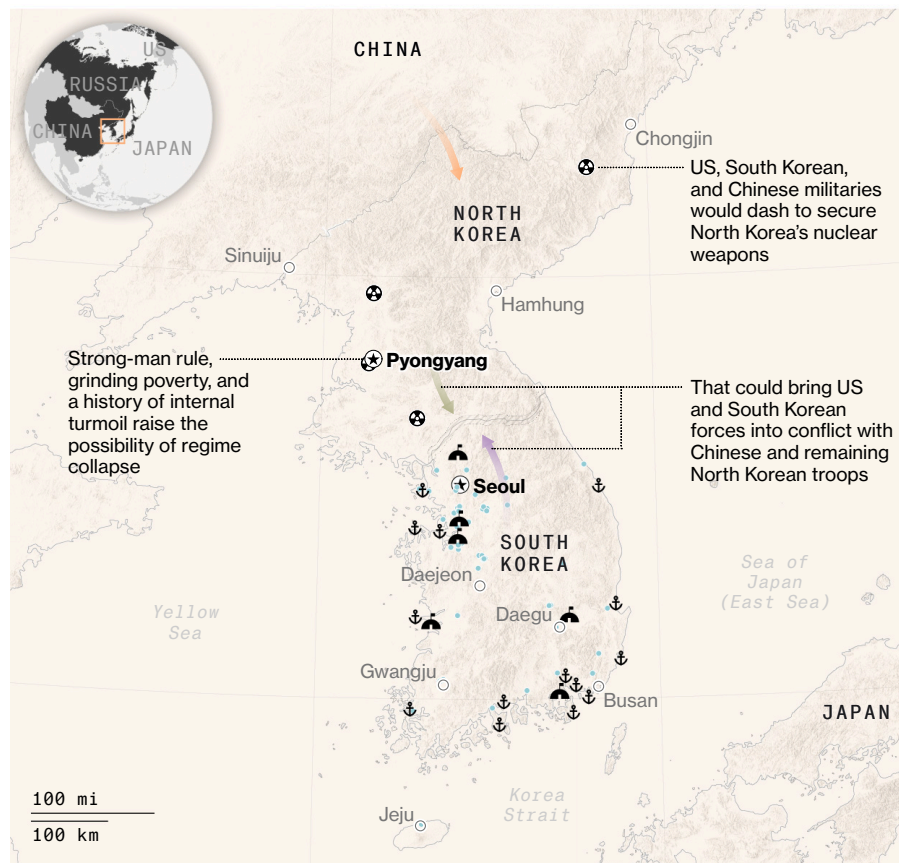 CHINA
US
RUSSIA
CHINA
JAPAN
Chongjin
US, South Korean,
and Chinese militaries
would dash to secure
North Korea's nuclear
weapons
NORTH
KOREA
Sinuiju
Hamhung
Strong-man rule,
grinding poverty, and
a history of internal
turmoil raise the
possibility of regime
collapse
Pyongyang
That could bring US
and South Korean
forces into conflict with
Chinese and remaining
North Korean troops
Seoul
SOUTH
KOREA
Daejeon
Sea of
Japan
(East Sea)
Yellow
Sea
Daegu
Gwangju
Busan
JAPAN
100 mi
100 km
Korea
Strait
Jeju